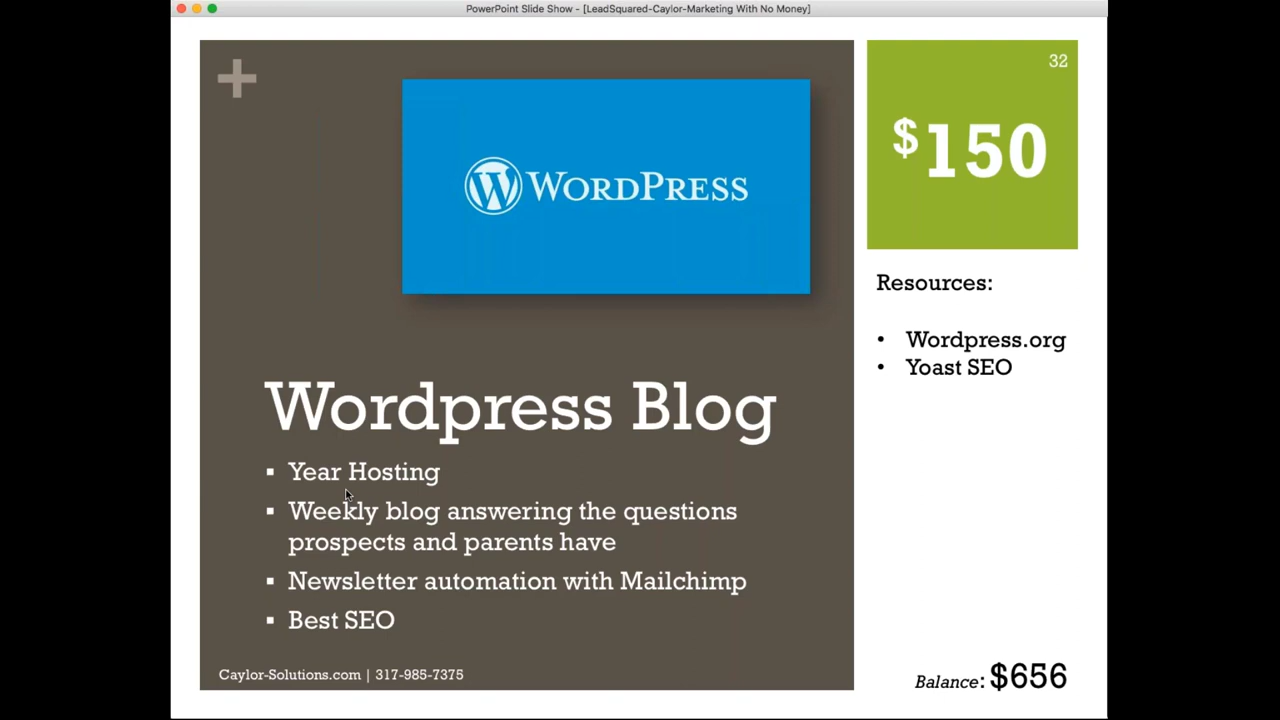 PowerPoint Slide Show - [LeadSquared-Caylor-Marketing With No Money]
32
$150
WORDPRESS
Resources:
• Wordpress.org
• Yoast SEO
Wordpress Blog
▪ Year Hosting
▪ Weekly blog answering the questions
prospects and parents have
▪ Newsletter automation with Mailchimp
▪ Best SEO
Caylor-Solutions.com | 317-985-7375
Balance: $656